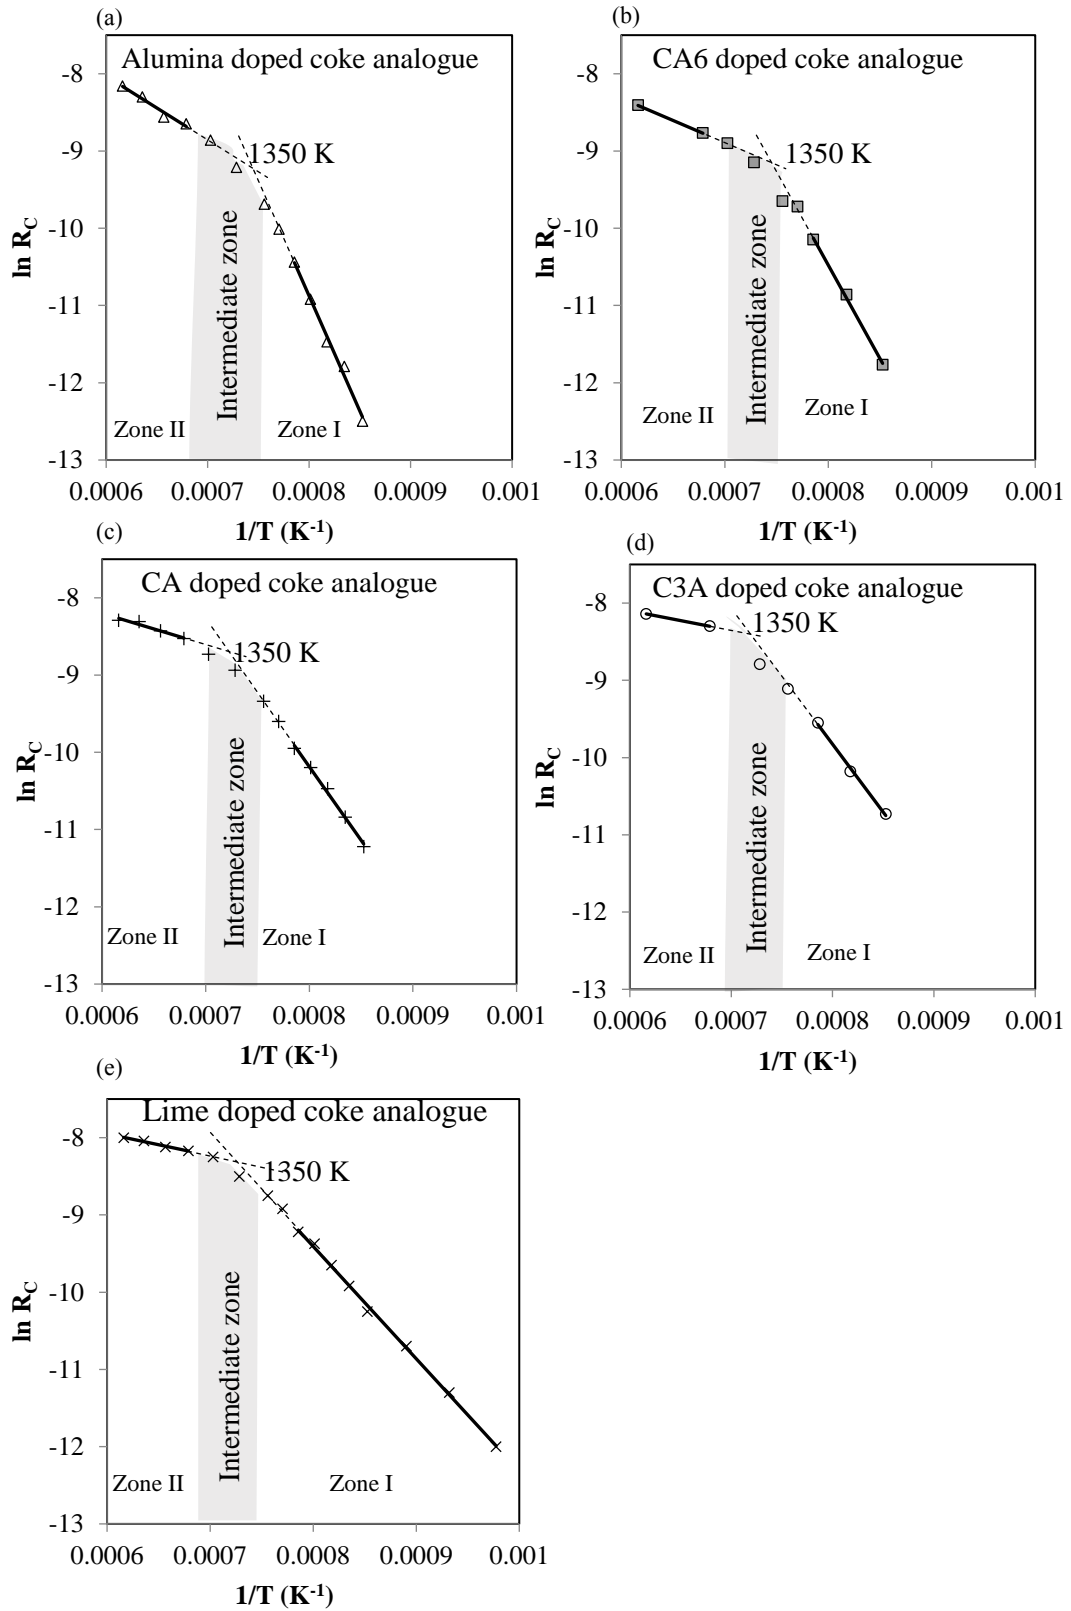 (a)
Alumina doped coke analogue
1350 K
ln R_C
-8
-9
-10
-11
-12
-13
Intermediate zone
Zone II
Zone I
0.0006 0.0007 0.0008 0.0009 0.001
1/T (K⁻¹)
(b)
CA6 doped coke analogue
1350 K
ln R_C
-8
-9
-10
-11
-12
-13
Intermediate zone
Zone II
Zone I
0.0006 0.0007 0.0008 0.0009 0.001
1/T (K⁻¹)
(c)
CA doped coke analogue
1350 K
ln R_C
-8
-9
-10
-11
-12
-13
Intermediate zone
Zone II
Zone I
0.0006 0.0007 0.0008 0.0009 0.001
1/T (K⁻¹)
(d)
C3A doped coke analogue
1350 K
ln R_C
-8
-9
-10
-11
-12
-13
Intermediate zone
Zone II
Zone I
0.0006 0.0007 0.0008 0.0009 0.001
1/T (K⁻¹)
(e)
Lime doped coke analogue
1350 K
ln R_C
-8
-9
-10
-11
-12
-13
Intermediate zone
Zone II
Zone I
0.0006 0.0007 0.0008 0.0009 0.001
1/T (K⁻¹)